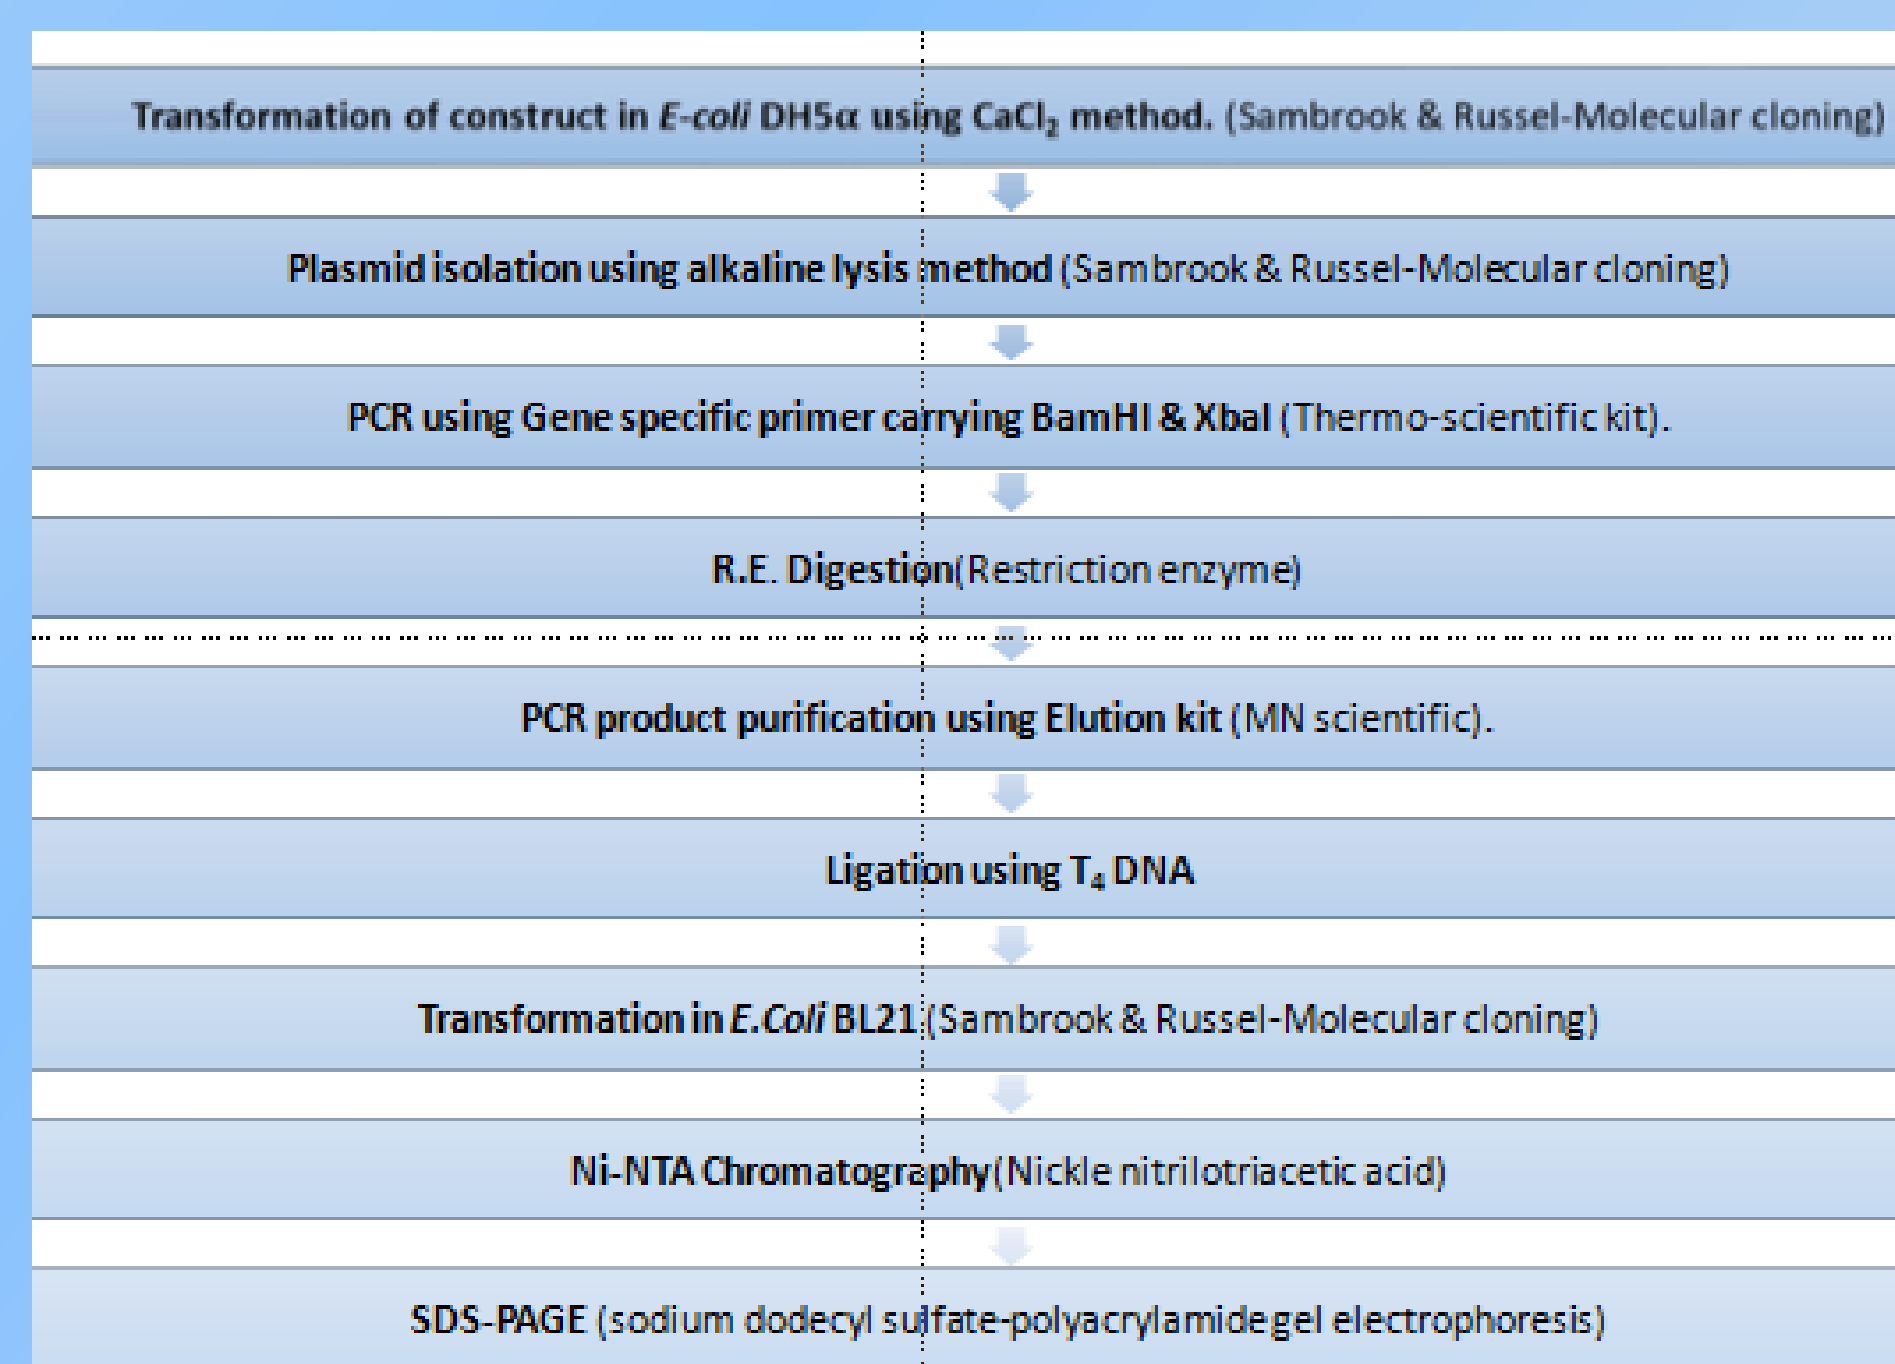 Transformation of construct in E-coli DH5α using CaCl₂ method. (Sambrook & Russel-Molecular cloning)
Plasmid isolation using alkaline lysis method (Sambrook & Russel-Molecular cloning)
PCR using Gene specific primer carrying BamHI & XbaI (Thermo-scientific kit).
R.E. Digestion(Restriction enzyme)
PCR product purification using Elution kit (MN scientific).
Ligation using T₄ DNA
Transformation in E.Coli BL21 (Sambrook & Russel-Molecular cloning)
Ni-NTA Chromatography(Nickle nitrilotriacetic acid)
SDS-PAGE (sodium dodecyl sulfate-polyacrylamide gel electrophoresis)